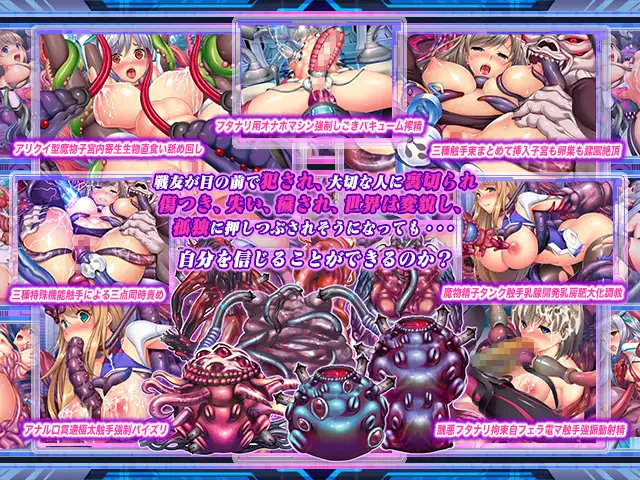 アリクイ型魔物子宮内寄生生物直食い舐め回し
フタナリ用オナホマシン強制しごきバキューム搾精
三種触手束まとめて挿入子宮も卵巣も蹂躙絶頂
戦友が目の前で犯され、大切な人に裏切られ
傷つき、失い、穢され、世界は変貌し、
孤独に押しつぶされそうになっても・・・
自分を信じることができるのか？
三種特殊機能触手による三点同時責め
魔物精子タンク触手乳腺開発乳房肥大化調教
アナル口貫通極太触手強制パイズリ
醜悪フタナリ拘束自フェラ電マ触手強振動射精